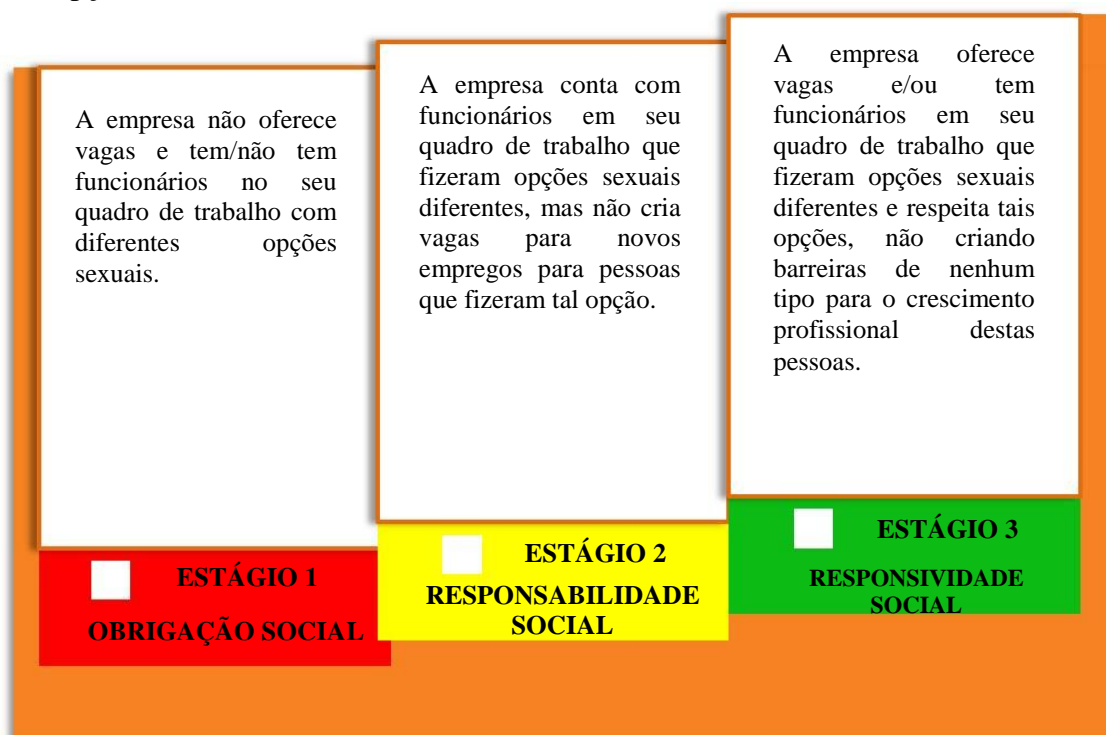 A empresa não oferece
vagas e tem/não tem
funcionários no seu
quadro de trabalho com
diferentes opções
sexuais.
ESTÁGIO 1
OBRIGAÇÃO SOCIAL
A empresa conta com
funcionários em seu
quadro de trabalho que
fizeram opções sexuais
diferentes, mas não cria
vagas para novos
empregos para pessoas
que fizeram tal opção.
ESTÁGIO 2
RESPONSABILIDADE
SOCIAL
A empresa oferece
vagas e/ou tem
funcionários em seu
quadro de trabalho que
fizeram opções sexuais
diferentes e respeita tais
opções, não criando
barreiras de nenhum
tipo para o crescimento
profissional destas
pessoas.
ESTÁGIO 3
RESPONSIVIDADE
SOCIAL